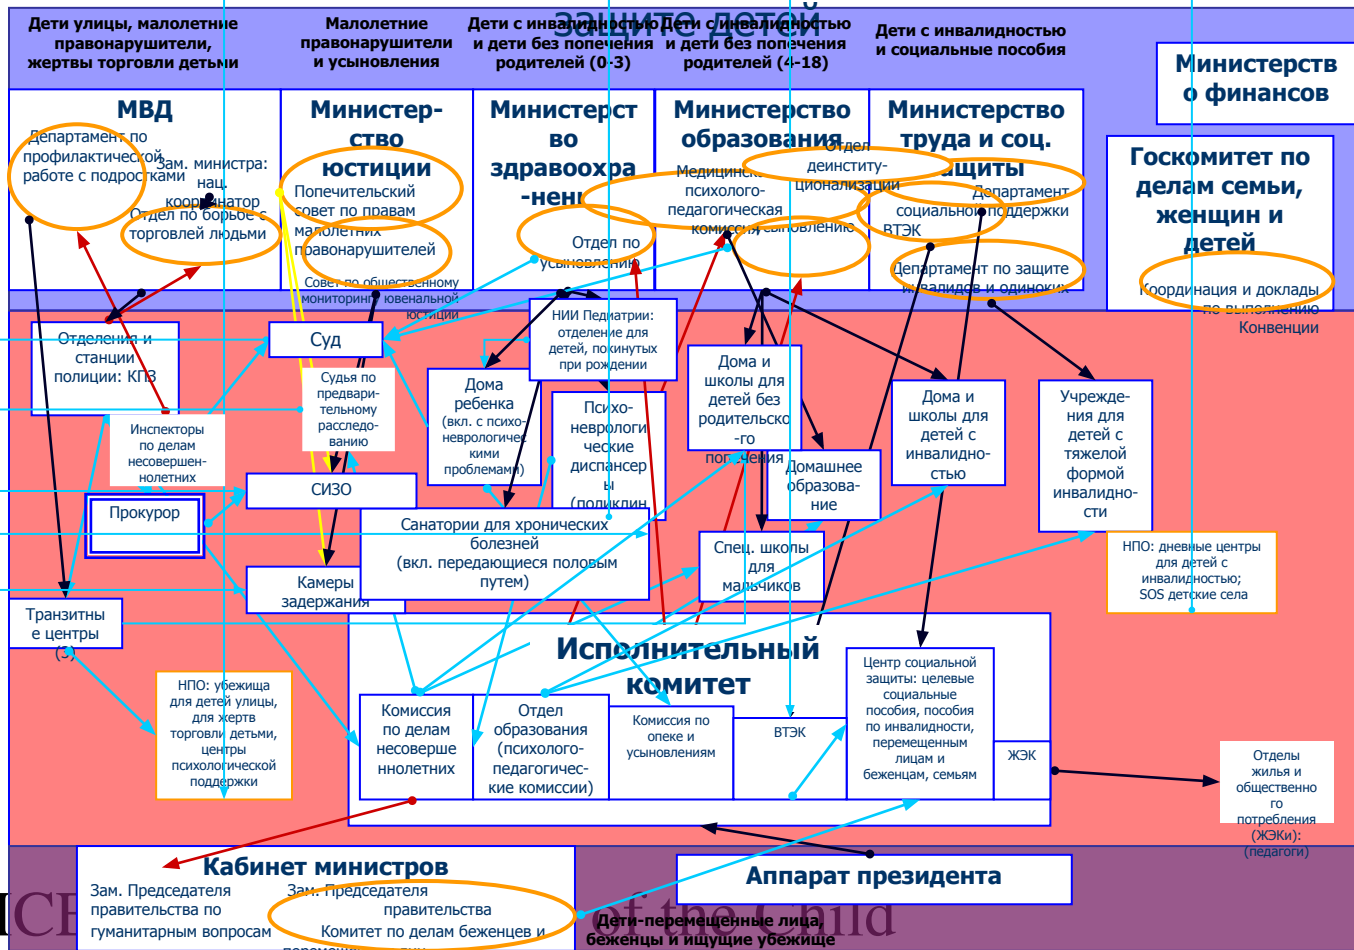 защите детей
Дети улицы, малолетние
правонарушители,
жертвы торговли детьми
Малолетние
правонарушители
и усыновления
Дети с инвалидностью
и дети без попечения
родителей (0-3)
Дети с инвалидностью
и дети без попечения
родителей (4-18)
Дети с инвалидностью
и социальные пособия
Министерств
о финансов
МВД
Департамент по
профилактической
работе с подростками
Зам. министра:
нац.
координатор
Отдел по борьбе с
торговлей людьми
Министер-
ство
юстиции
Попечительский
совет по правам
малолетних
правонарушителей
Совет по общественному
мониторингу ювенальной
юстиции
Министерст
во
здравоохра
-нения
Отдел по
усыновлению
Министерство
образования
Медицинско-
психолого-
педагогическая
комиссия
усыновлению
Отдел
деинститу-
ционализации
Министерство
труда и соц.
защиты
Департамент
социальной поддержки
ВТЭК
Департамент по защите
инвалидов и одиноких
Госкомитет по
делам семьи,
женщин и
детей
Координация и доклады
по выполнению
Конвенции
Отделения и
станции
полиции: КПЗ
Суд
Судья по
предвари-
тельному
расследо-
ванию
НИИ Педиатрии:
отделение для
детей, покинутых
при рождении
Дома
ребенка
(вкл. с психо-
неврологичес
кими
проблемами)
Психо-
неврологи
ческие
диспансер
ы
(поликлин
Дома и
школы для
детей без
родительско
-го
попечения
Домашнее
образова-
ние
Дома и
школы для
детей с
инвалидно-
стью
Учрежде-
ния для
детей с
тяжелой
формой
инвалидно-
сти
Инспекторы
по делам
несовершен-
нолетних
СИЗО
Прокурор
Санатории для хронических
болезней
(вкл. передающиеся половым
путем)
Спец. школы
для
мальчиков
НПО: дневные центры
для детей с
инвалидностью;
SOS детские села
Камеры
задержания
Транзитны
е центры
(3)
НПО: убежища
для детей улицы,
для жертв
торговли детьми,
центры
психологической
поддержки
Исполнительный
комитет
Комиссия
по делам
несоверше
ннолетних
Отдел
образования
(психолого-
педагогичес-
кие комиссии)
Комиссия по
опеке и
усыновлениям
ВТЭК
Центр социальной
защиты: целевые
социальные
пособия, пособия
по инвалидности,
перемещенным
лицам и
беженцам, семьям
ЖЭК
Отделы
жилья и
общественно
го
потребления
(ЖЭКи):
(педагоги)
Кабинет министров
Зам. Председателя
правительства по
гуманитарным вопросам
Зам. Председателя
правительства
Комитет по делам беженцев и
Аппарат президента
of the Child
Дети-перемещенные лица,
беженцы и ищущие убежище